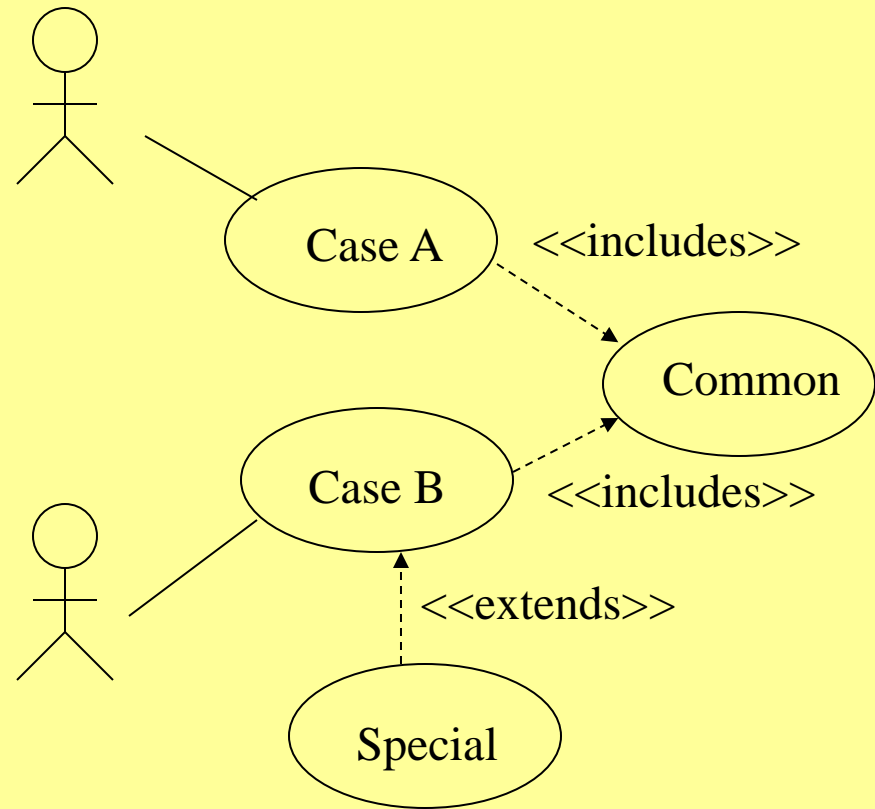 Case A
<<includes>>
Common
Case B
<<includes>>
<<extends>>
Special